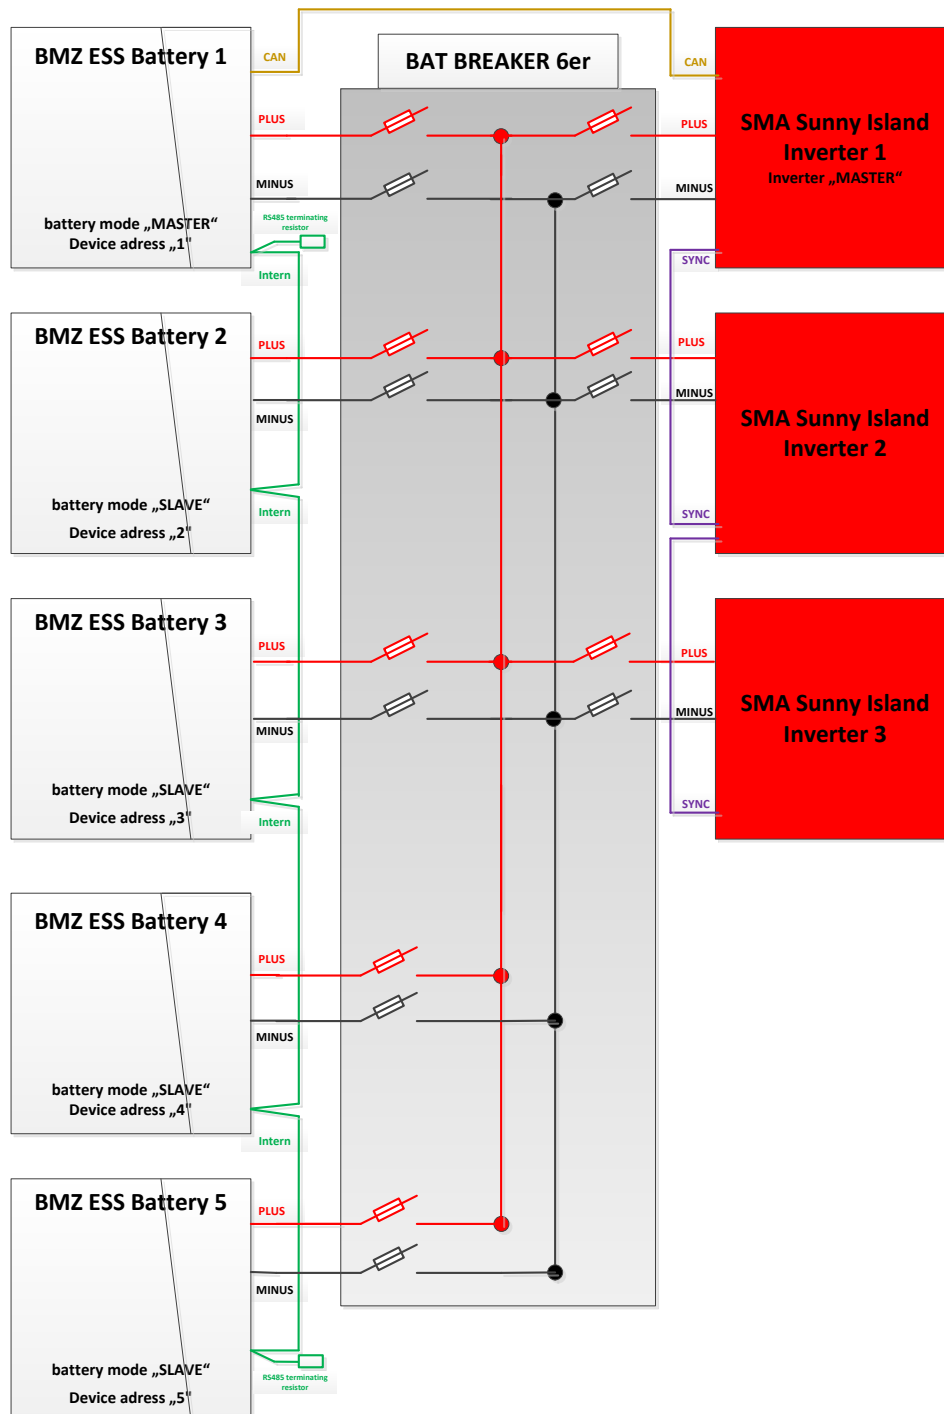 BMZ ESS Battery 1
CAN
PLUS
MINUS
battery mode „MASTER“
Device adress „1"
RS485 terminating
resistor
Intern
BAT BREAKER 6er
CAN
PLUS
MINUS
SYNC
SMA Sunny Island
Inverter 1
Inverter „MASTER“
BMZ ESS Battery 2
PLUS
MINUS
battery mode „SLAVE“
Device adress „2"
Intern
PLUS
MINUS
SYNC
SMA Sunny Island
Inverter 2
BMZ ESS Battery 3
PLUS
MINUS
battery mode „SLAVE“
Device adress „3"
Intern
PLUS
MINUS
SYNC
SMA Sunny Island
Inverter 3
BMZ ESS Battery 4
PLUS
MINUS
battery mode „SLAVE“
Device adress „4"
Intern
BMZ ESS Battery 5
PLUS
MINUS
battery mode „SLAVE“
Device adress „5"
RS485 terminating
resistor